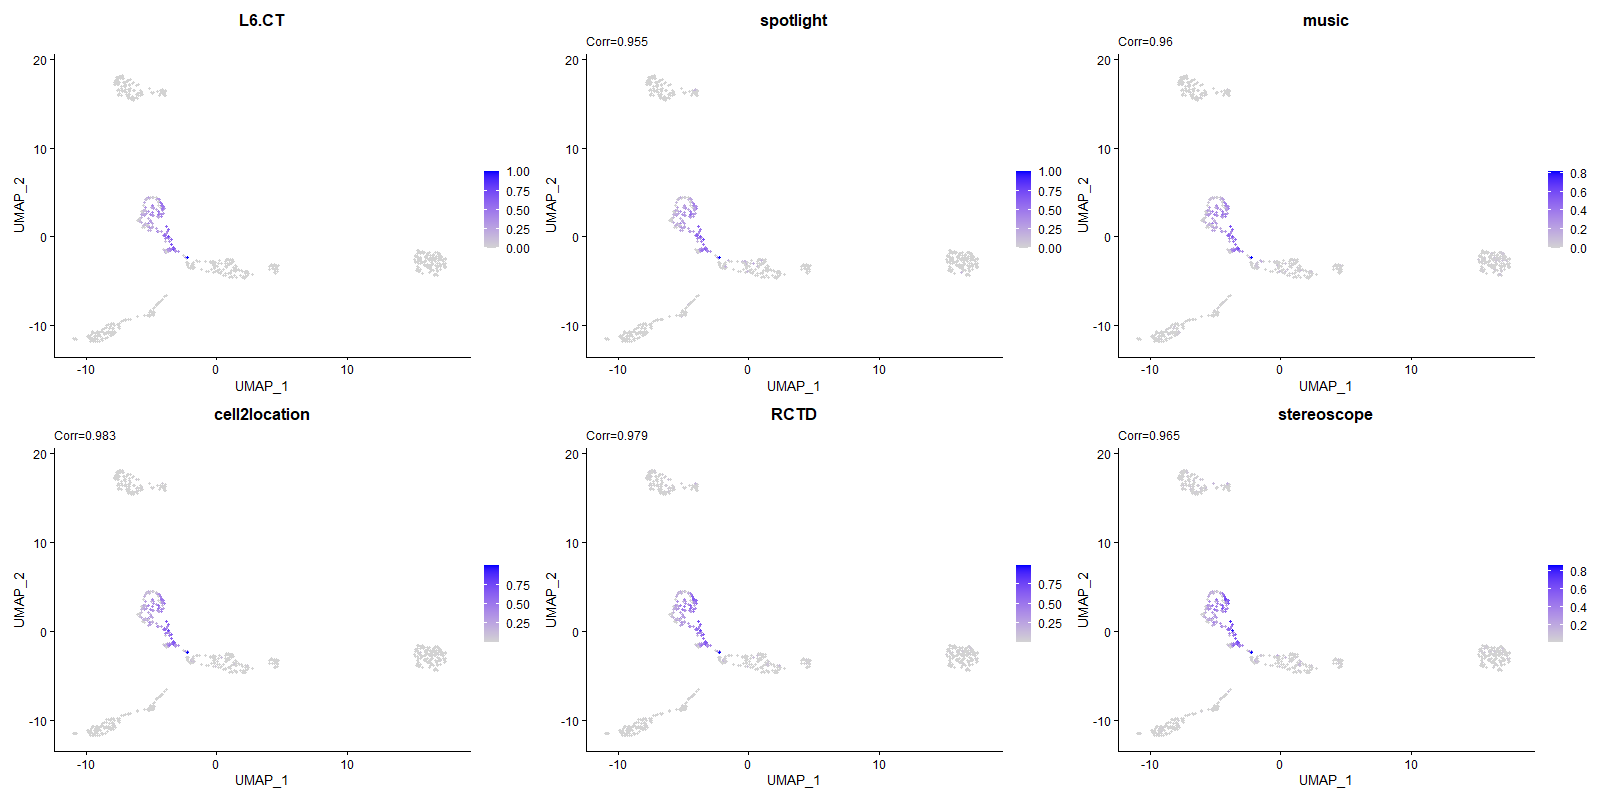 L6.CT
20
10
0
-10
-10
0
10
UMAP_1
UMAP_2
1.00
0.75
0.50
0.25
0.00
spotlight
Corr=0.955
20
10
0
-10
-10
0
10
UMAP_1
UMAP_2
1.00
0.75
0.50
0.25
0.00
music
Corr=0.96
20
10
0
-10
-10
0
10
UMAP_1
UMAP_2
0.8
0.6
0.4
0.2
0.0
cell2location
Corr=0.983
20
10
0
-10
-10
0
10
UMAP_1
UMAP_2
0.75
0.50
0.25
RCTD
Corr=0.979
20
10
0
-10
-10
0
10
UMAP_1
UMAP_2
0.75
0.50
0.25
stereoscope
Corr=0.965
20
10
0
-10
-10
0
10
UMAP_1
UMAP_2
0.8
0.6
0.4
0.2